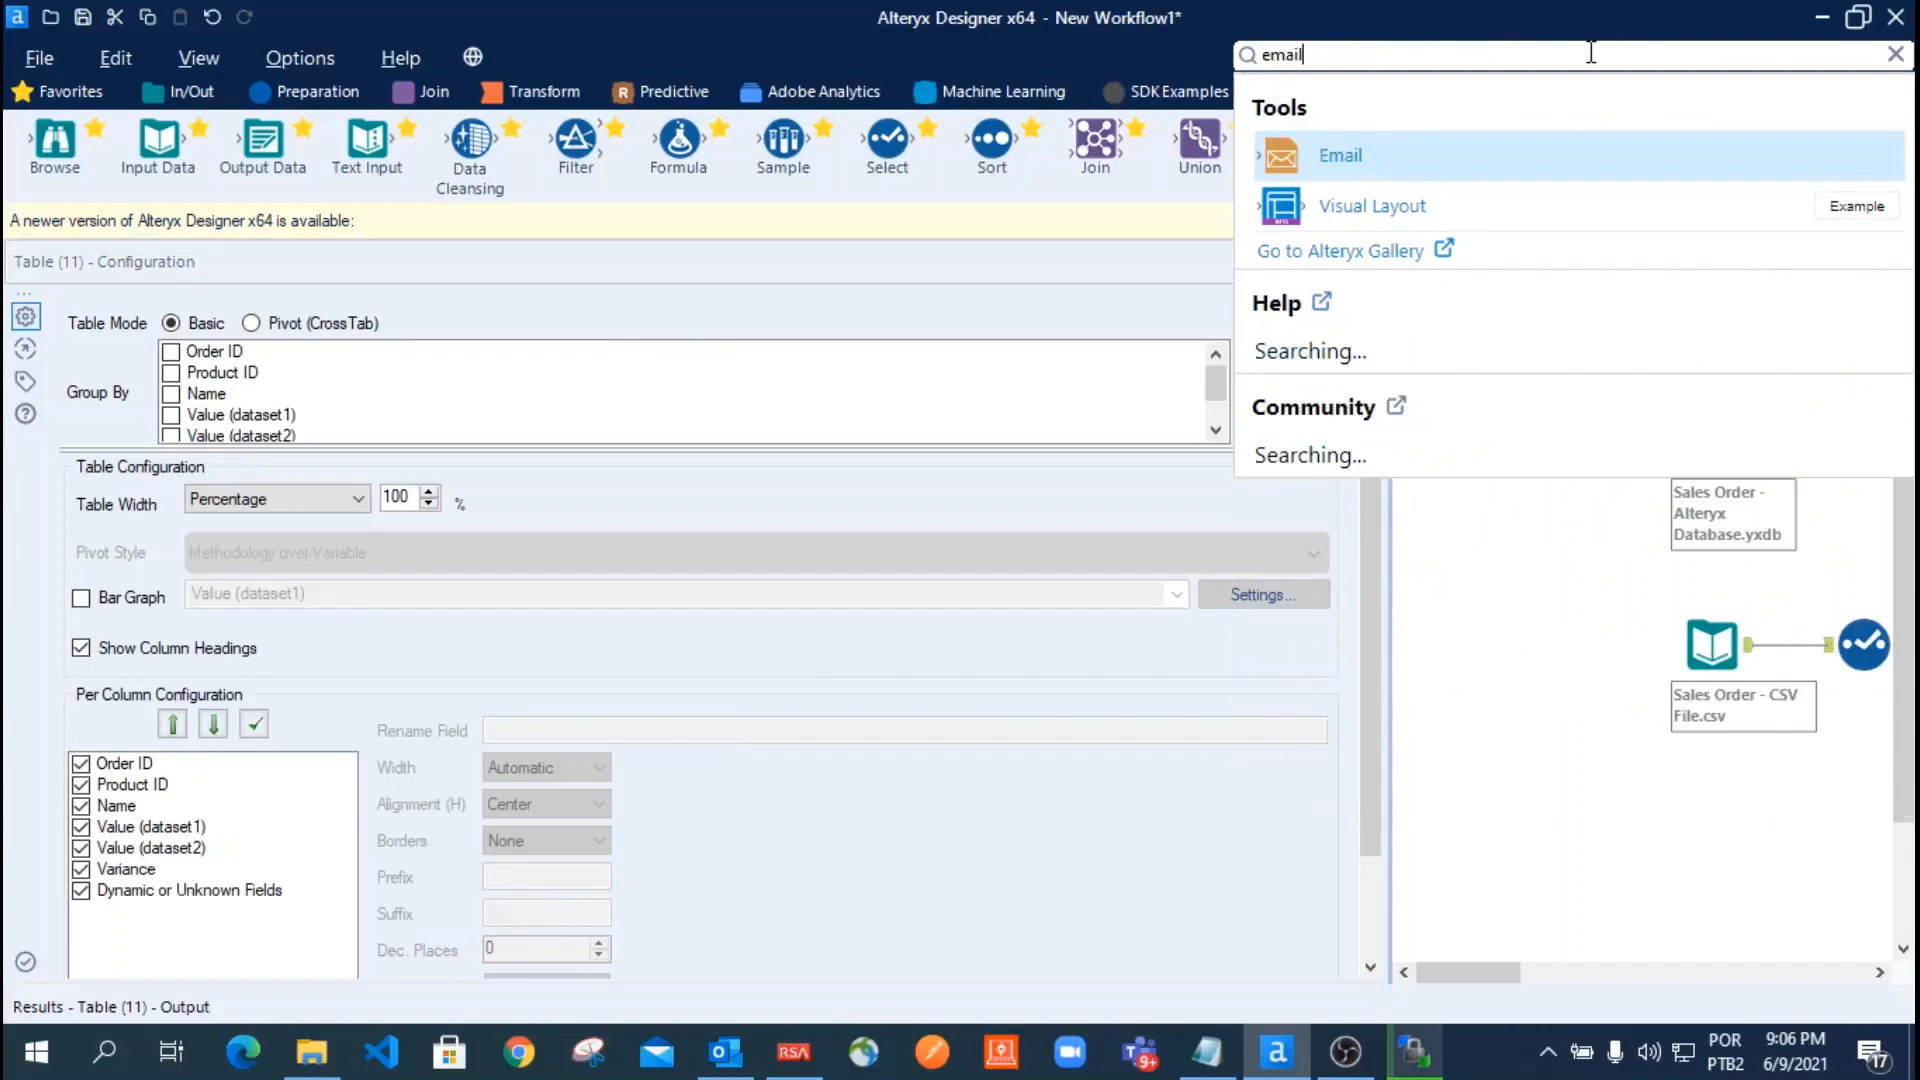 Alteryx Designer x64 - New Workflow1*
File Edit View Options Help
email
Favorites In/Out Preparation Join Transform Predictive Adobe Analytics Machine Learning SDK Examples
Browse Input Data Output Data Text Input Data Cleansing Filter Formula Sample Select Sort Join Union
A newer version of Alteryx Designer x64 is available:
Table (11) - Configuration
Table Mode Basic Pivot (CrossTab)
Group By
Order ID
Product ID
Name
Value (dataset1)
Value (dataset2)
Table Configuration
Table Width Percentage 100 %
Pivot Style Methodology over Variable
Bar Graph Value (dataset1) Settings...
Show Column Headings
Per Column Configuration
Order ID
Product ID
Name
Value (dataset1)
Value (dataset2)
Variance
Dynamic or Unknown Fields
Rename Field
Width Automatic
Alignment (H) Center
Borders None
Prefix
Suffix
Dec. Places 0
Tools
Email
Visual Layout Example
Go to Alteryx Gallery
Help
Searching...
Community
Searching...
Sales Order -
Alteryx
Database.yxdb
Sales Order - CSV
File.csv
Results - Table (11) - Output
RSA
9+
POR
PTB2
9:06 PM
6/9/2021
17